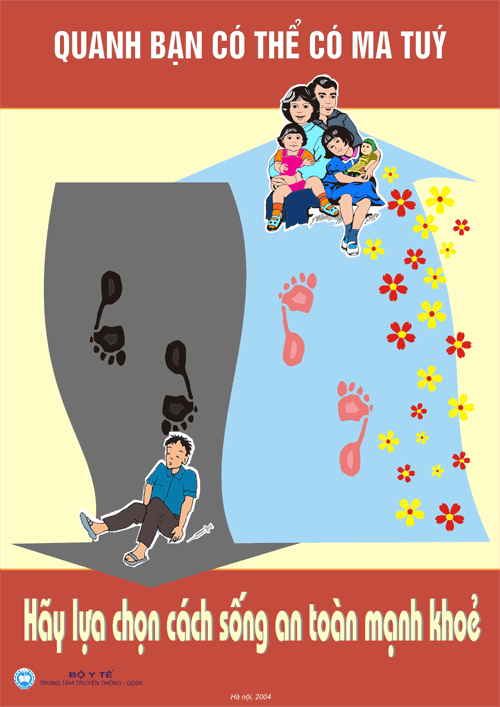 QUANH BẠN CÓ THỂ CÓ MA TUÝ
Hãy lựa chọn cách sống an toàn mạnh khoẻ
BỘ Y TẾ
TRUNG TÂM TRUYỀN THÔNG - GDSK
Hà nội, 2004